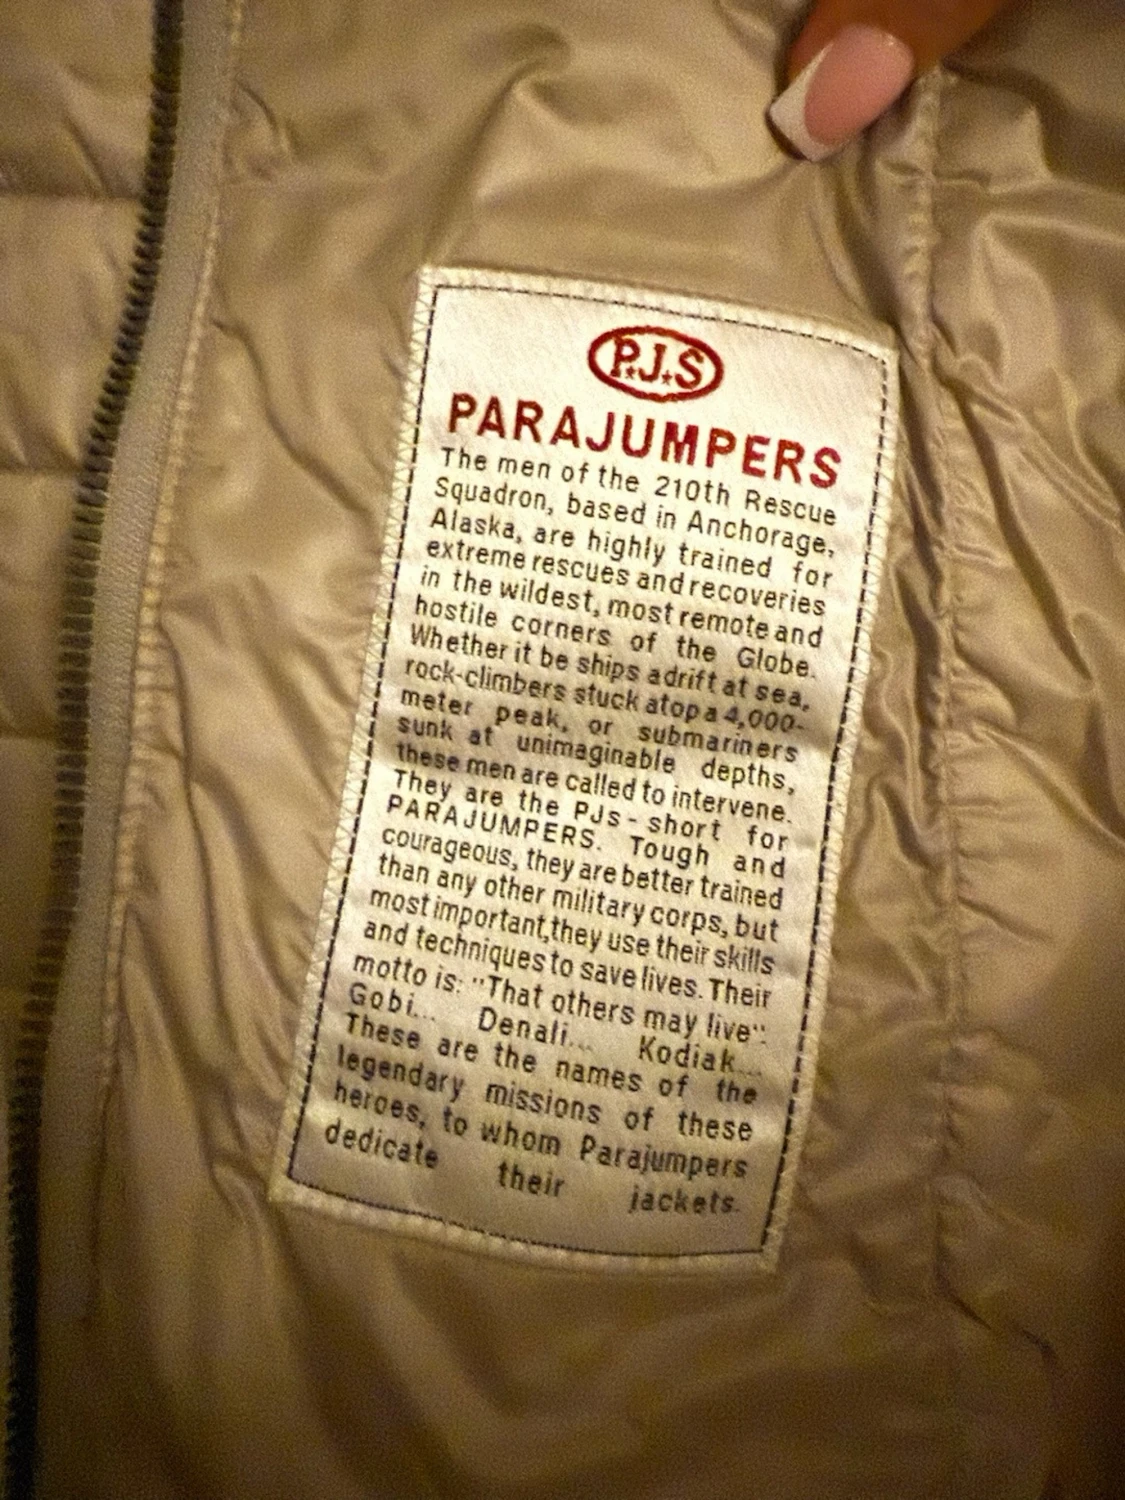 P.J.S
PARAJUMPERS
The men of the 210th Rescue
Squadron, based in Anchorage,
Alaska, are highly trained for
extreme rescues and recoveries
in the wildest, most remote and
hostile corners of the Globe.
Whether it be ships adrift at sea,
rock-climbers stuck atop a 4,000-
meter peak, or submariners
sunk at unimaginable depths,
these men are called to intervene.
They are the PJs - short for
PARAJUMPERS. Tough and
courageous, they are better trained
than any other military corps, but
most important,they use their skills
and techniques to save lives. Their
motto is: "That others may live".
Gobi... Denali... Kodiak...
These are the names of the
legendary missions of these
heroes, to whom Parajumpers
dedicate their jackets.